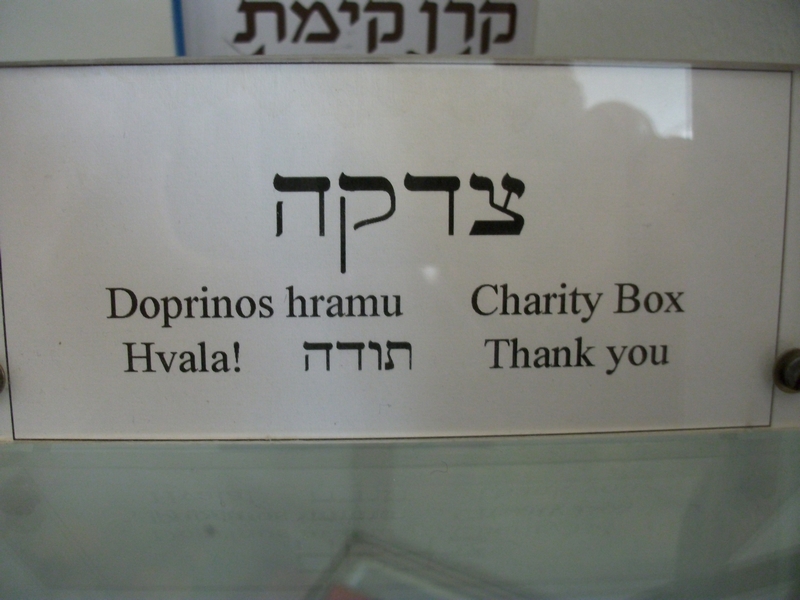 קרן קימת
צדקה
Doprinos hramu Charity Box
Hvala! תודה Thank you